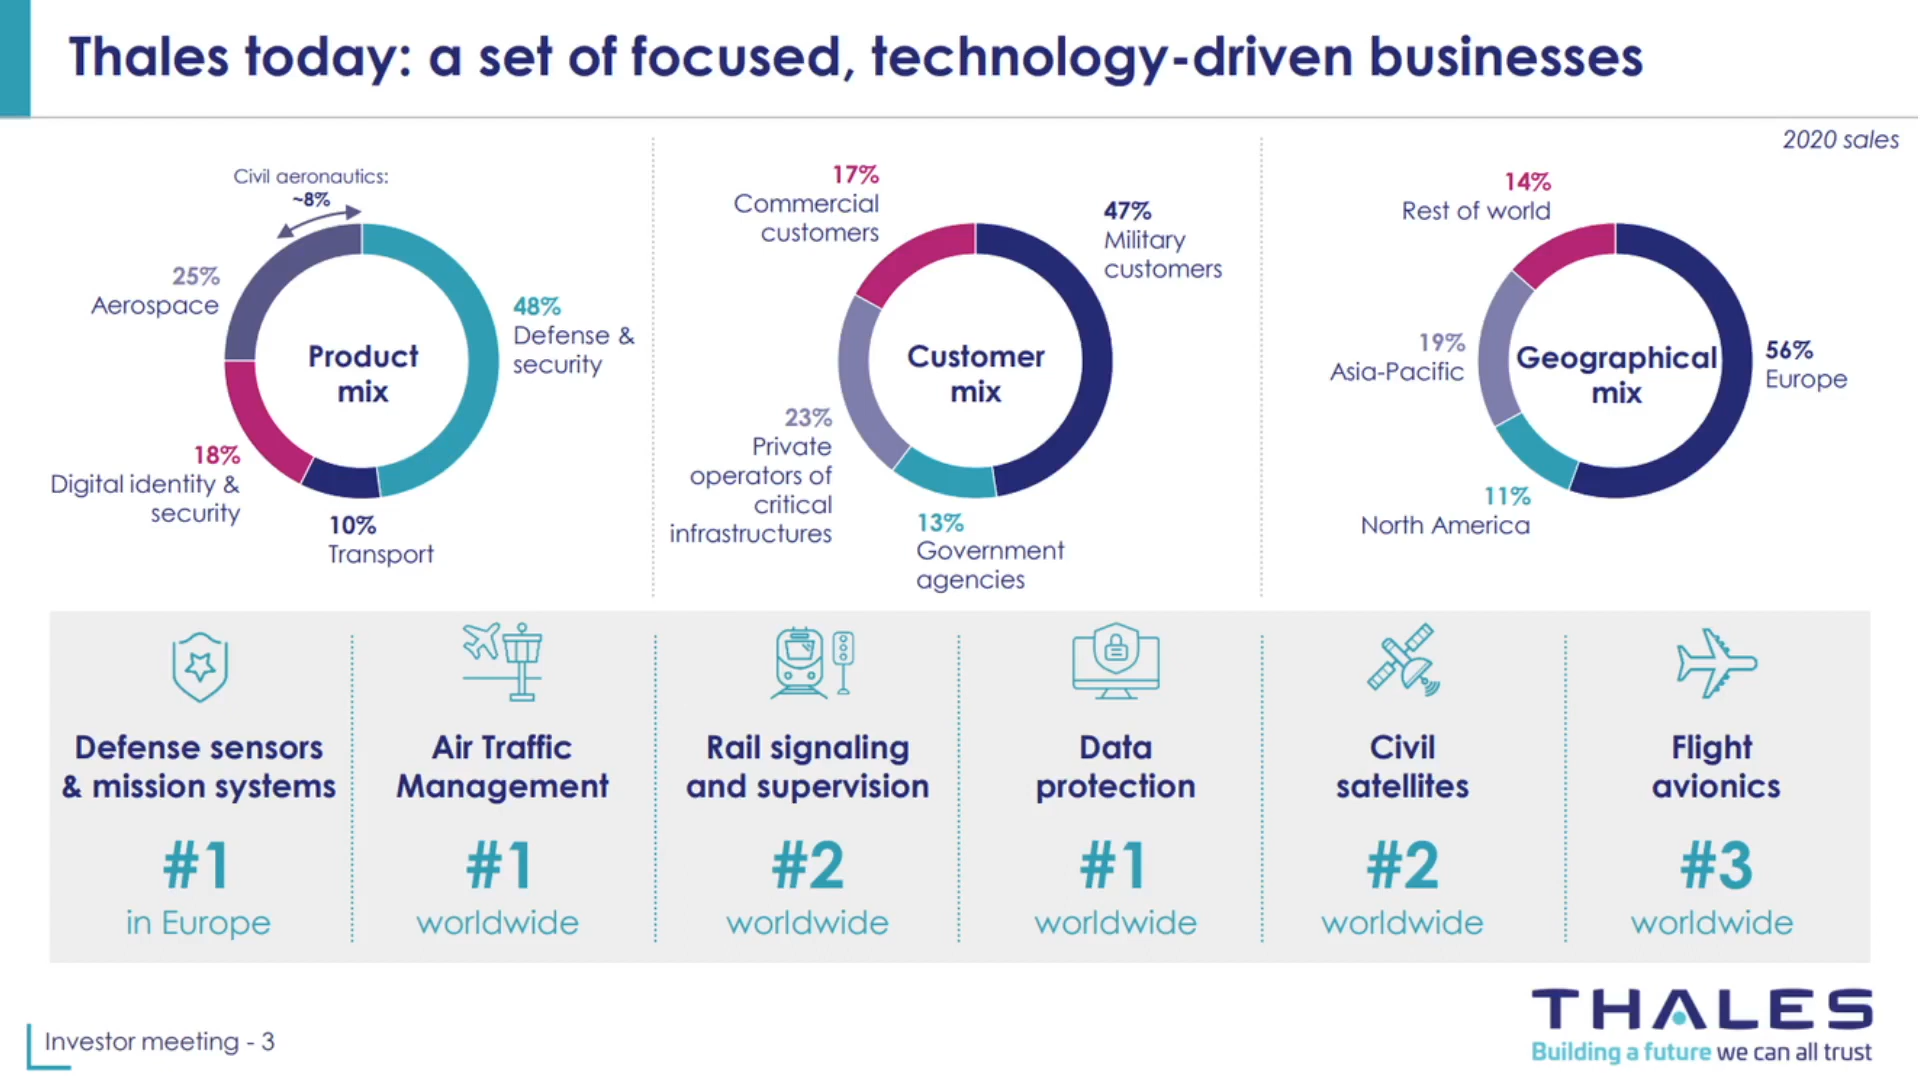 Thales today: a set of focused, technology-driven businesses
2020 sales
Civil aeronautics:
~8%
25%
Aerospace
48%
Defense &
security
Product
mix
18%
Digital identity &
security
10%
Transport
17%
Commercial
customers
47%
Military
customers
Customer
mix
23%
Private
operators of
critical
infrastructures
13%
Government
agencies
14%
Rest of world
19%
Asia-Pacific
Geographical
mix
56%
Europe
11%
North America
Defense sensors
& mission systems
#1
in Europe
Air Traffic
Management
#1
worldwide
Rail signaling
and supervision
#2
worldwide
Data
protection
#1
worldwide
Civil
satellites
#2
worldwide
Flight
avionics
#3
worldwide
Investor meeting - 3
THALES
Building a future we can all trust